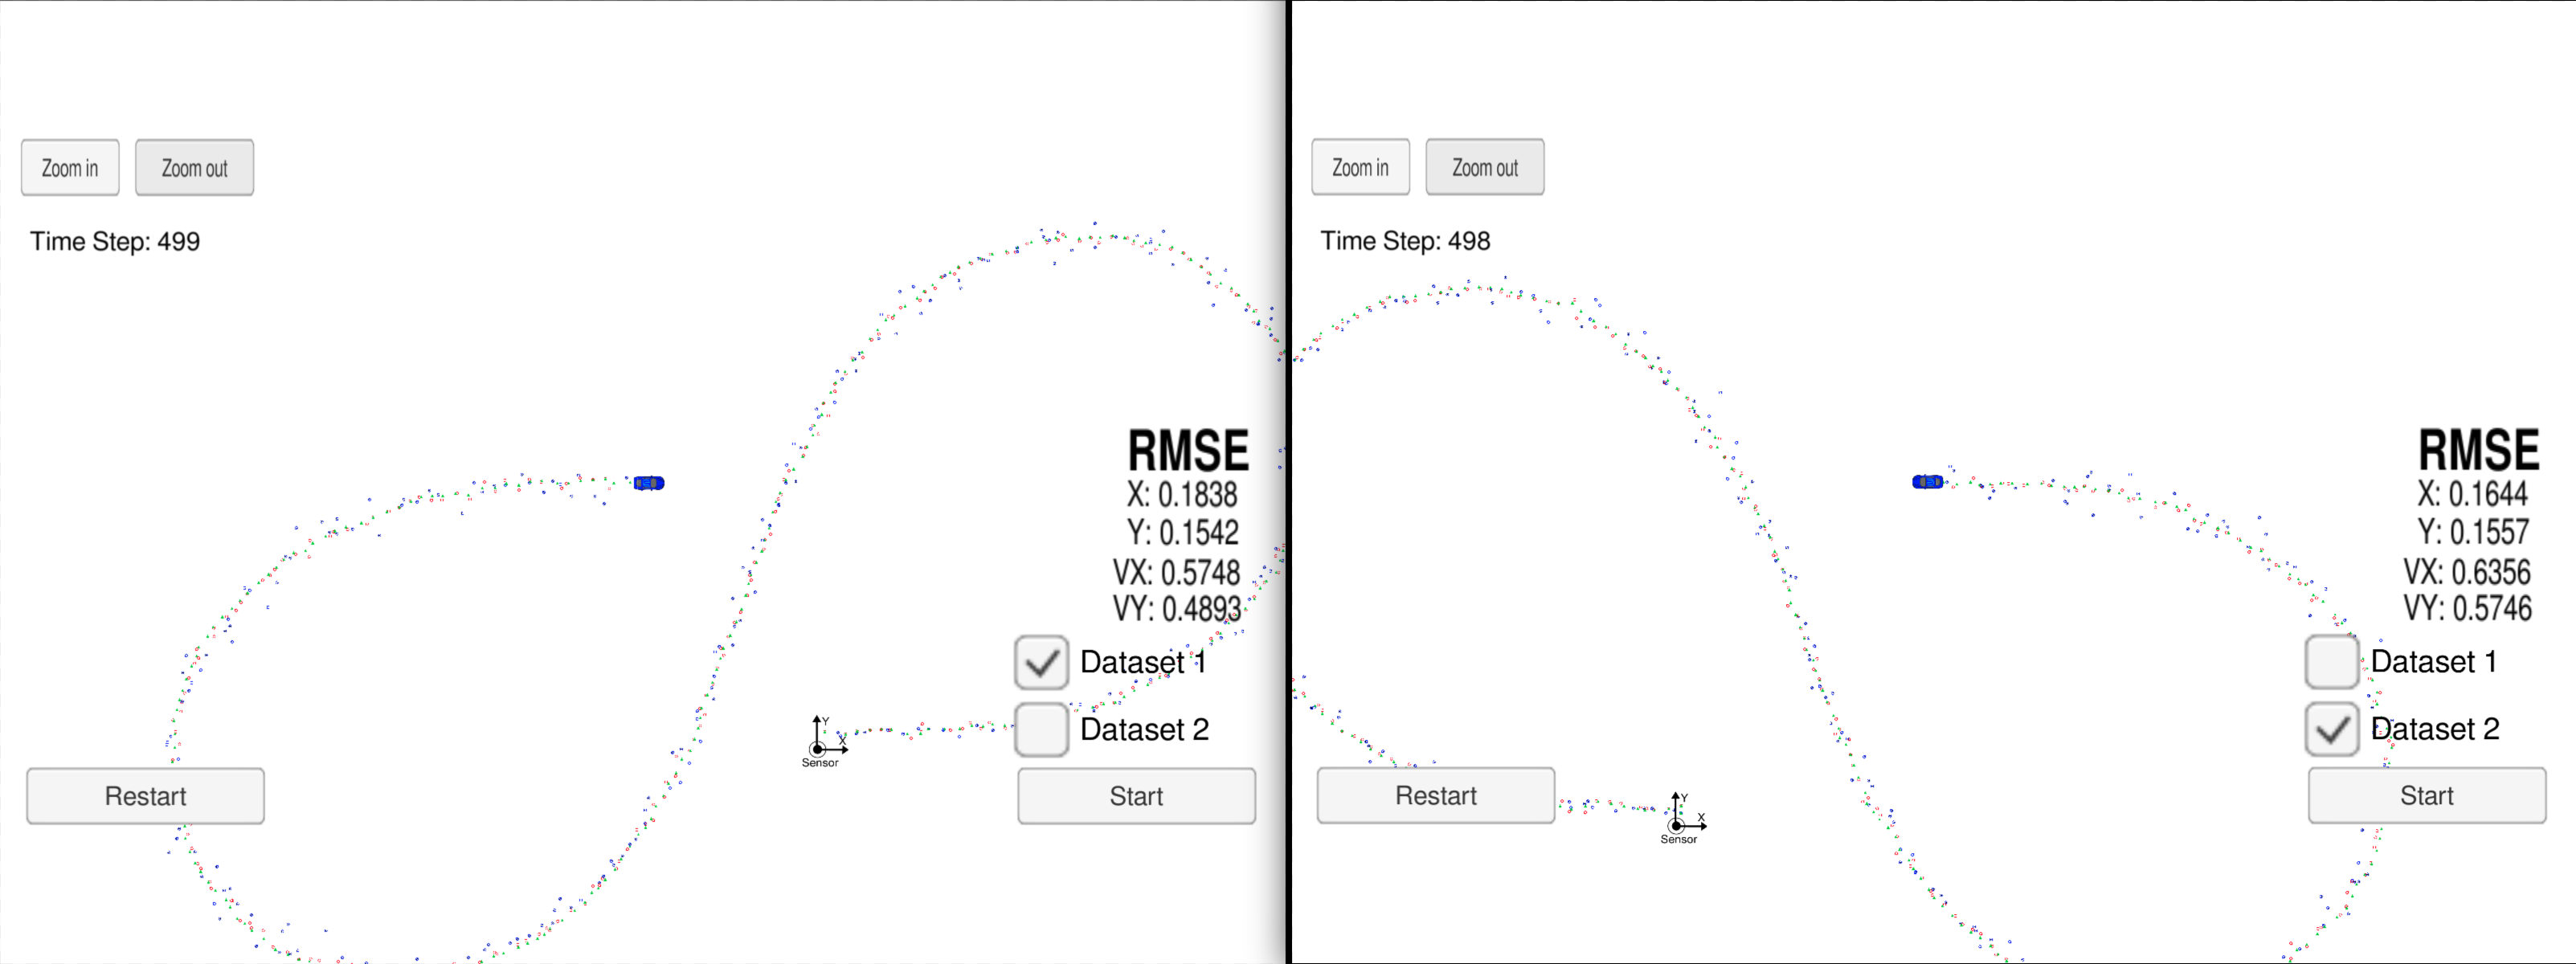 Zoom in
Zoom out
Time Step: 499
RMSE
X: 0.1838
Y: 0.1542
VX: 0.5748
VY: 0.4893
Dataset 1
Dataset 2
Y
X
Sensor
Restart
Start
Zoom in
Zoom out
Time Step: 498
RMSE
X: 0.1644
Y: 0.1557
VX: 0.6356
VY: 0.5746
Dataset 1
Dataset 2
Restart
Y
X
Sensor
Start